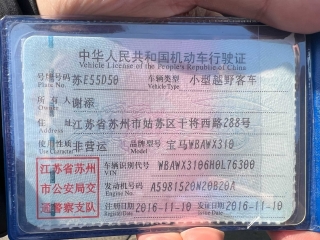 中华人民共和国机动车行驶证
Vehicle License of the People's Republic of China
号牌号码 苏E55D50 车辆类型 小型越野客车
Plate No. Vehicle Type
所有人 谢添
Owner
住址 江苏省苏州市姑苏区干将西路288号
Address
使用性质 非营运 品牌型号 宝马WBAWX310
Use Character Model
江苏省苏州
市公安局交
通警察支队
车辆识别代号 WBAWX3106H0L76300
VIN
发动机号码 A5981520N20B20A
Engine No.
注册日期 2016-11-10 发证日期 2016-11-10
Register Date Issue Date